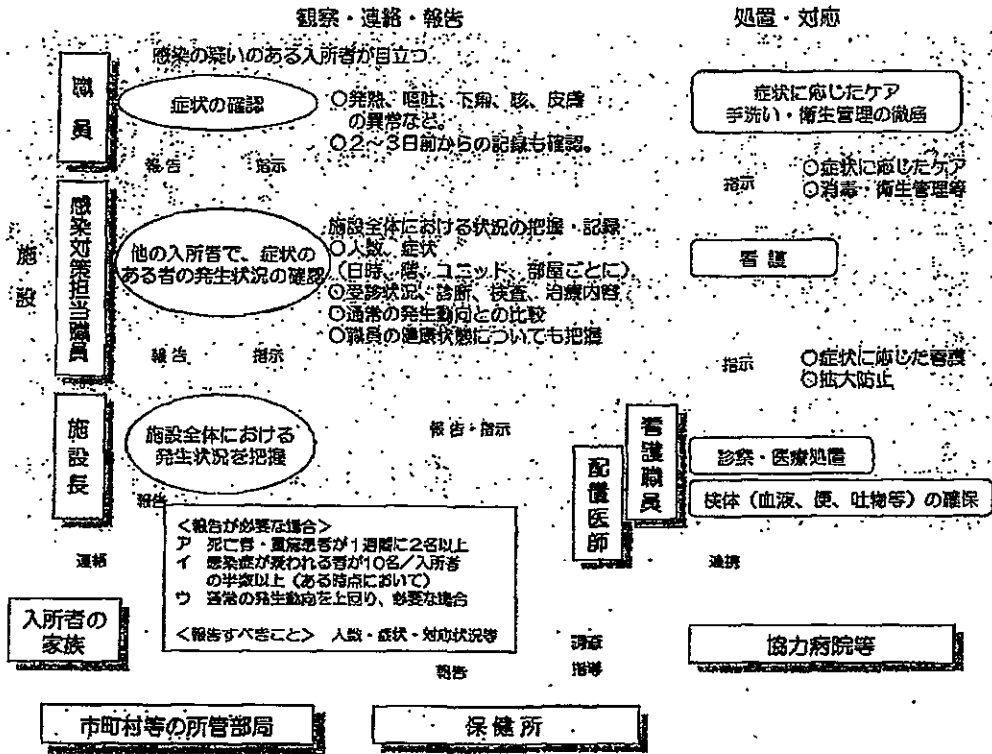 観察・連絡・報告
処置・対応
感染の疑いのある入所者が目立つ
職員
症状の確認
○発熱、嘔吐、下痢、咳、皮膚
の異常など。
○2～3日前からの記録も確認。
症状に応じたケア
手洗い・衛生管理の徹底
報告
指示
指示
○症状に応じたケア
○消毒・衛生管理等
施設
感染対策担当職員
他の入所者で、症状の
ある者の発生状況の確認
施設全体における状況の把握・記録
○人数、症状
（日時、階、ユニット、部屋ごとに）
○受診状況、診断、検査、治療内容
○通常の発生動向との比較
○職員の健康状態についても把握
看護
報告
指示
指示
○症状に応じた看護
○拡大防止
施設長
施設全体における
発生状況を把握
報告・指示
配置医師
看護職員
診察・医療処置
検体（血液、便、吐物等）の確保
報告
＜報告が必要な場合＞
ア 死亡者・重篤患者が1週間に2名以上
イ 感染症が疑われる者が10名／入所者
の半数以上（ある時点において）
ウ 通常の発生動向を上回り、必要な場合
＜報告すべきこと＞ 人数・症状・対応状況等
連絡
連携
入所者の
家族
調査
指導
報告
協力病院等
市町村等の所管部局
保健所